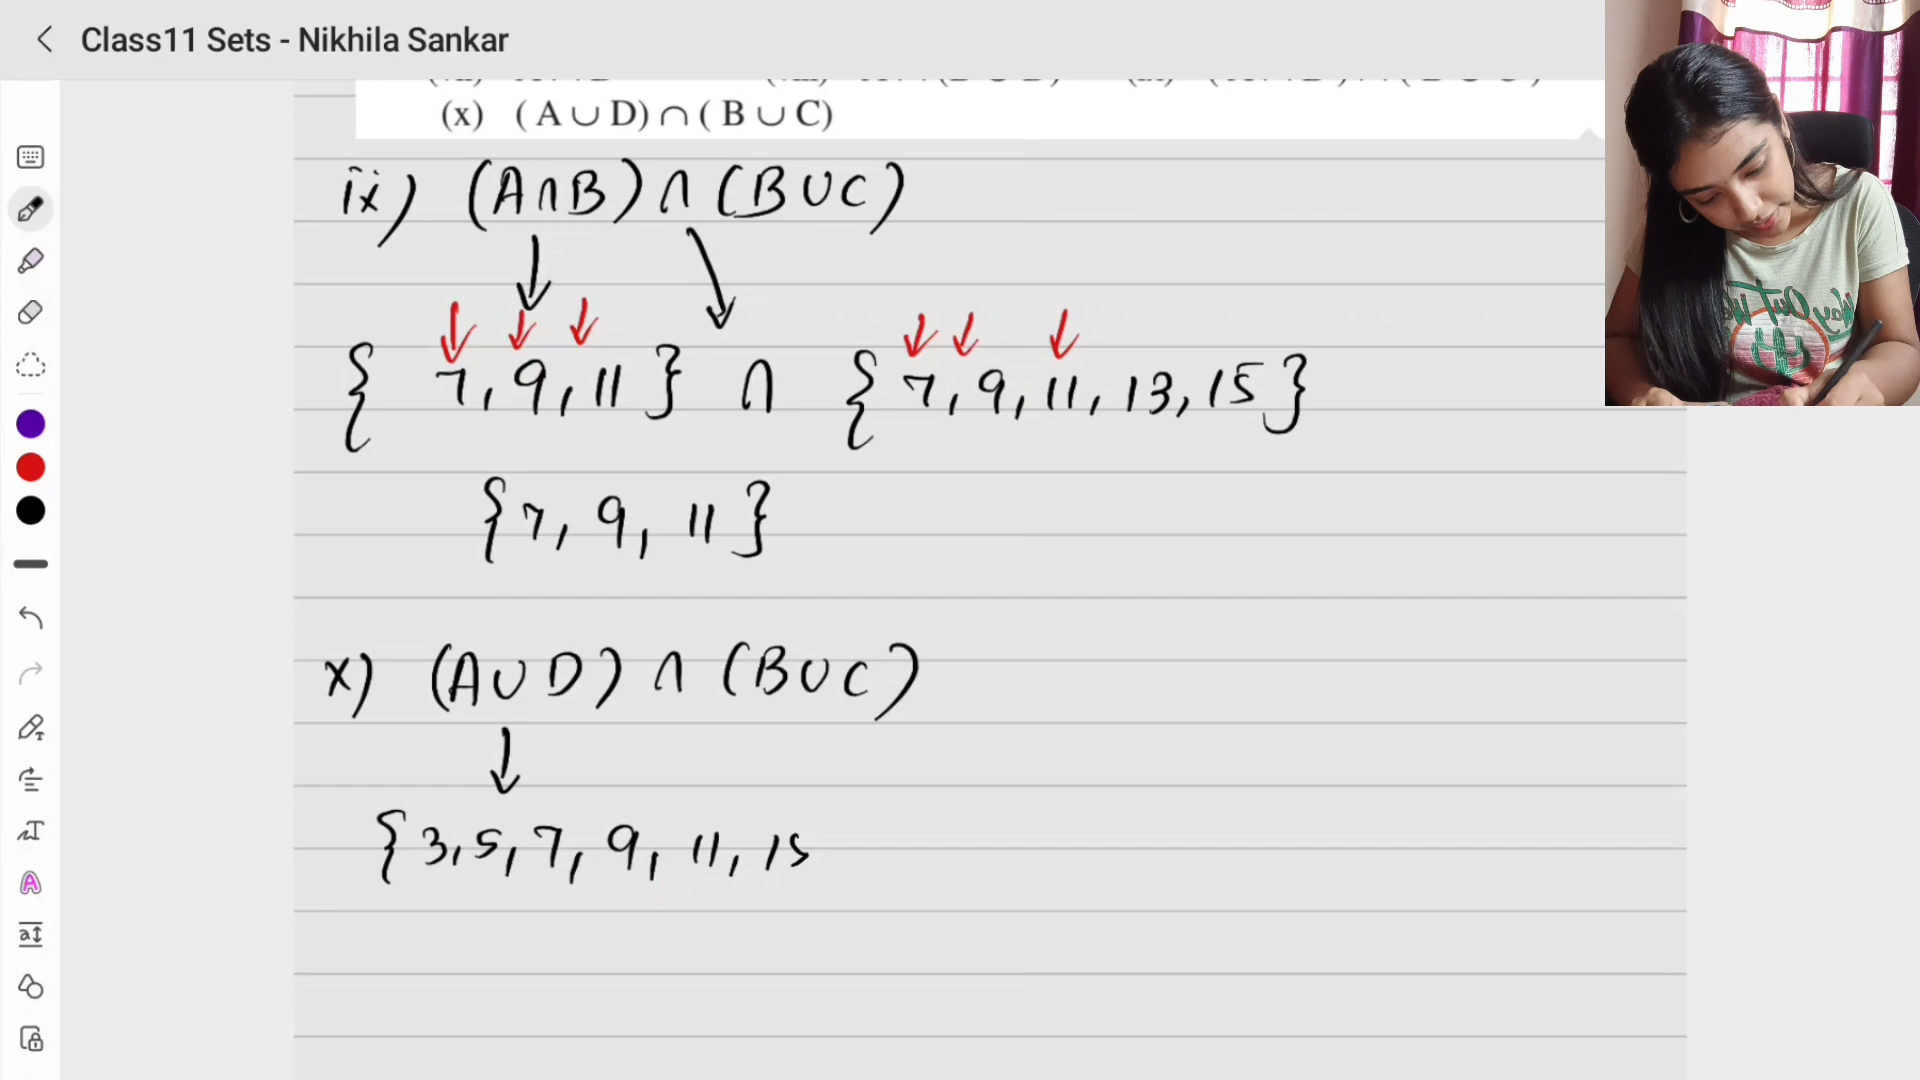 Class11 Sets - Nikhila Sankar
(x) ( A ∪ D) ∩ ( B ∪ C)
ix) (A∩B) ∩ (B∪C)
{ 7, 9, 11 } ∩ { 7, 9, 11, 13, 15}
{7, 9, 11 }
x) (A∪D) ∩ (B∪C)
{3, 5, 7, 9, 11, 15